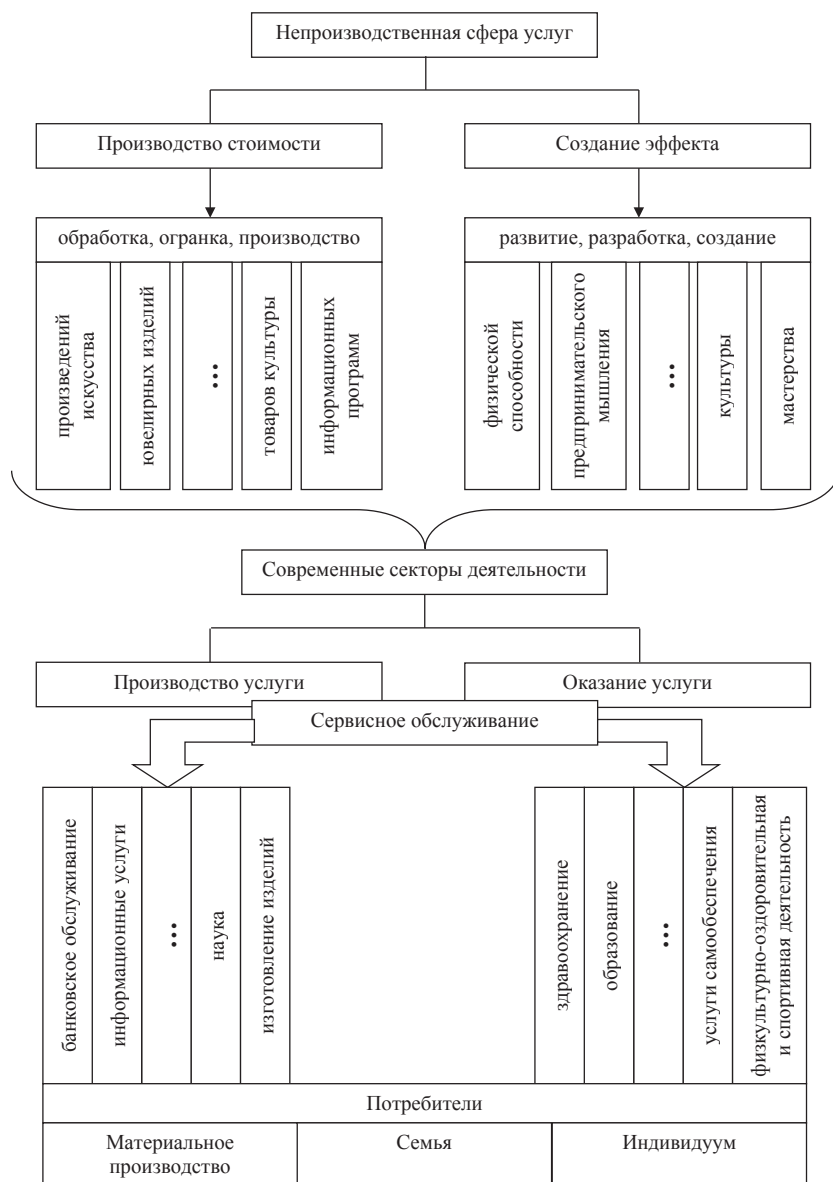 Непроизводственная сфера услуг
Производство стоимости
Создание эффекта
обработка, огранка, производство
развитие, разработка, создание
произведений
искусства
ювелирных изделий
...
товаров культуры
информационных
программ
физической
способности
предпринимательского
мышления
...
культуры
мастерства
Современные секторы деятельности
Производство услуги
Оказание услуги
Сервисное обслуживание
банковское обслуживание
информационные услуги
...
наука
изготовление изделий
здравоохранение
образование
...
услуги самообеспечения
физкультурно-оздоровительная
и спортивная деятельность
Потребители
Материальное
производство
Семья
Индивидуум